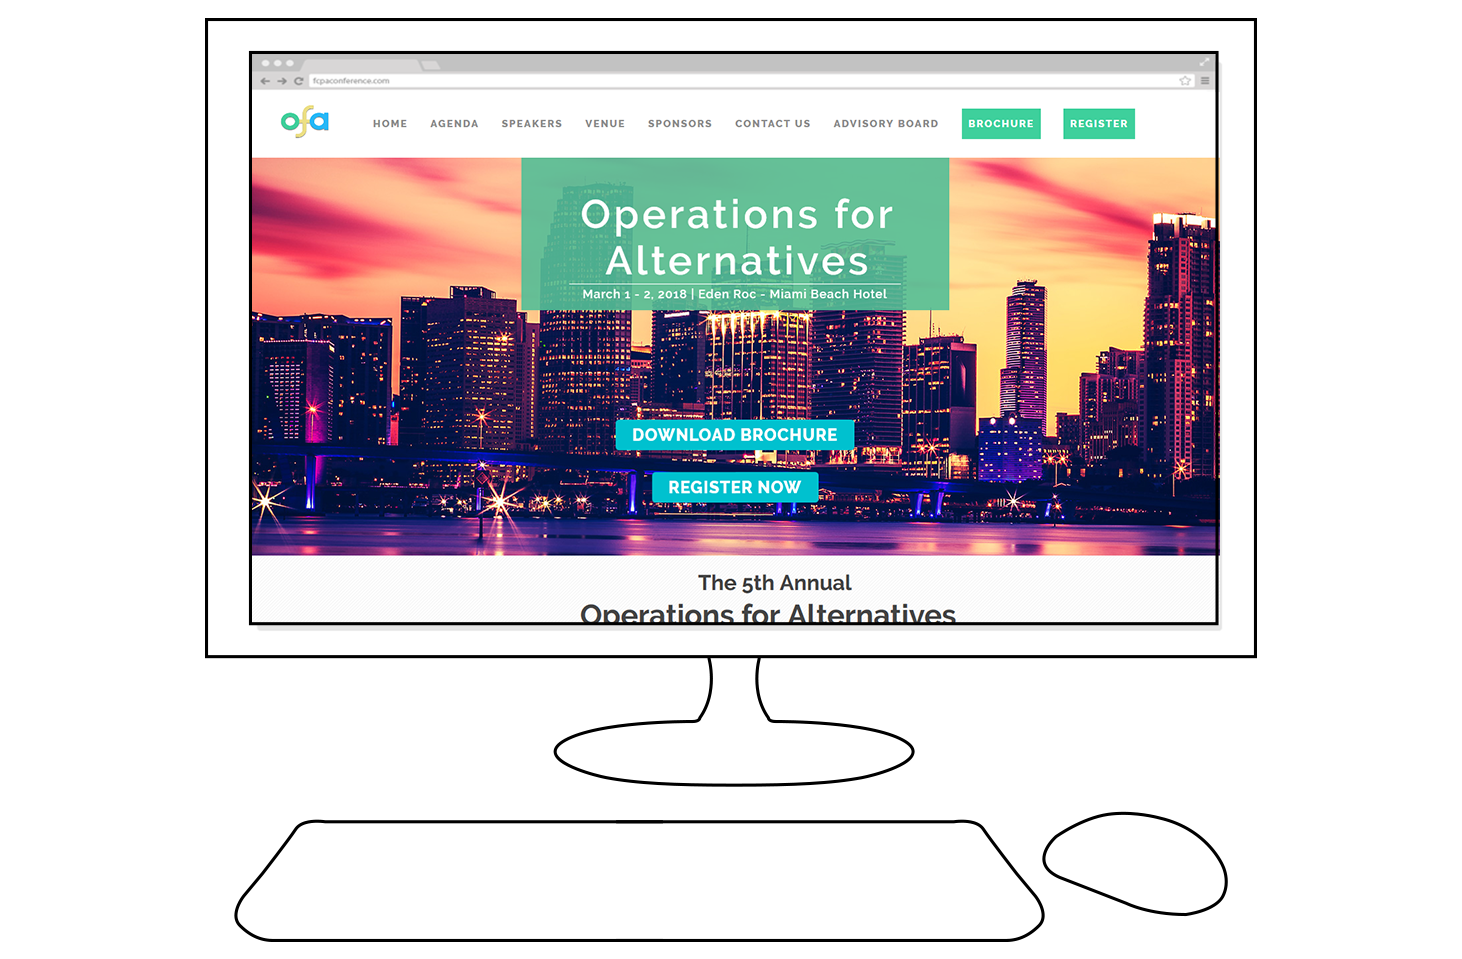 fcpaconference.com
ofa
HOME AGENDA SPEAKERS VENUE SPONSORS CONTACT US ADVISORY BOARD BROCHURE REGISTER
Operations for
Alternatives
March 1 - 2, 2018 | Eden Roc - Miami Beach Hotel
DOWNLOAD BROCHURE
REGISTER NOW
The 5th Annual
Operations for Alternatives